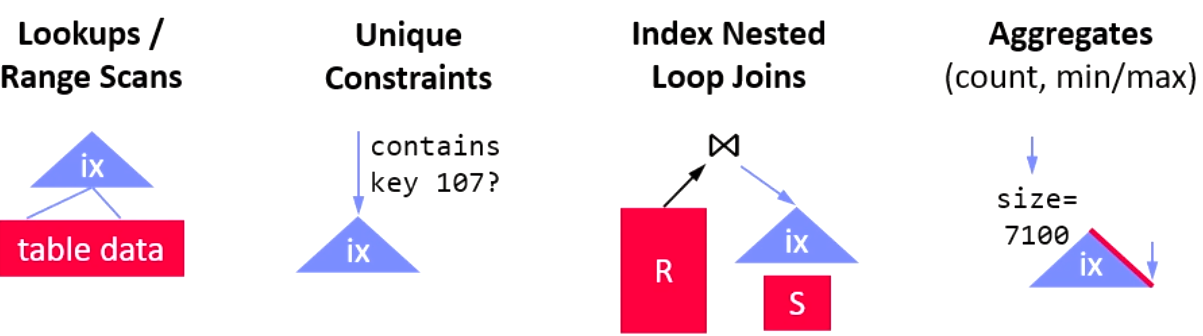 Lookups /
Range Scans
ix
table data
Unique
Constraints
contains
key 107?
ix
Index Nested
Loop Joins
⋈
ix
R
S
Aggregates
(count, min/max)
size=
7100
ix